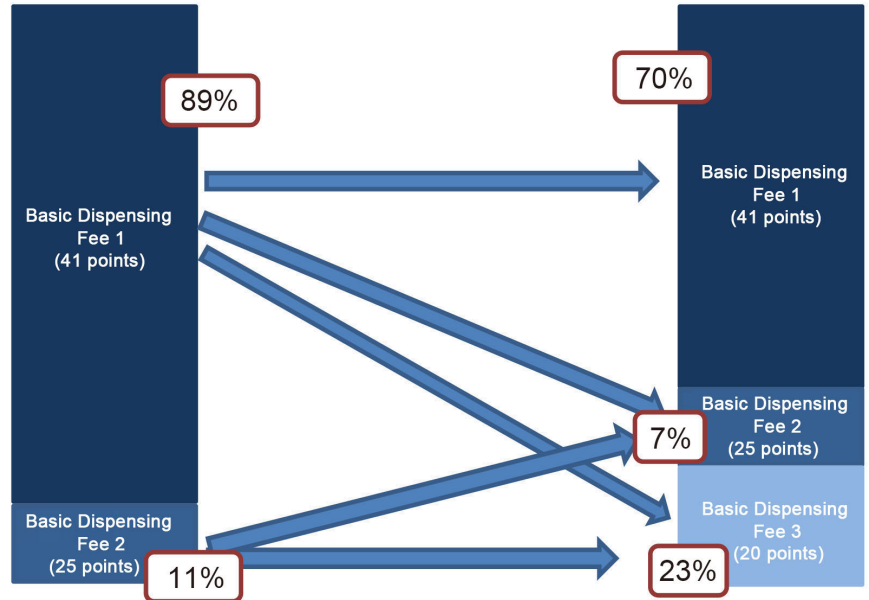 89%
Basic Dispensing
Fee 1
(41 points)
Basic Dispensing
Fee 2
(25 points)
11%
70%
Basic Dispensing
Fee 1
(41 points)
Basic Dispensing
Fee 2
(25 points)
7%
Basic Dispensing
Fee 3
(20 points)
23%